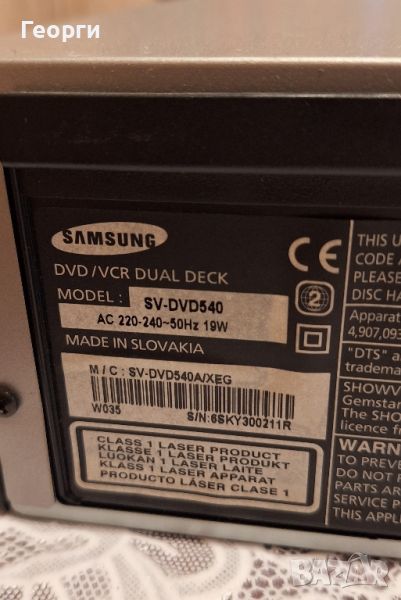 Георги
SAMSUNG
DVD/VCR DUAL DECK
MODEL : SV-DVD540
AC 220-240~50Hz 19W
MADE IN SLOVAKIA
M / C : SV-DVD540A/XEG
W035 S/N:6SKY300211R
CLASS 1 LASER PRODUCT
KLASSE 1 LASER PRODUKT
LUOKAN 1 LASER LAITE
KLASS 1 LASER APPARAT
PRODUCTO LÁSER CLASE 1
CE
2
THIS U
CODE
PLEASE
DISC HA
Apparat
4,907,093
"DTS" a
tradema
SHOWV
Gemstar
The SHO
licence f
WARN
TO PREVE
DO NOT R
PARTS AR
SERVICE P
THIS APPL
BAZAR